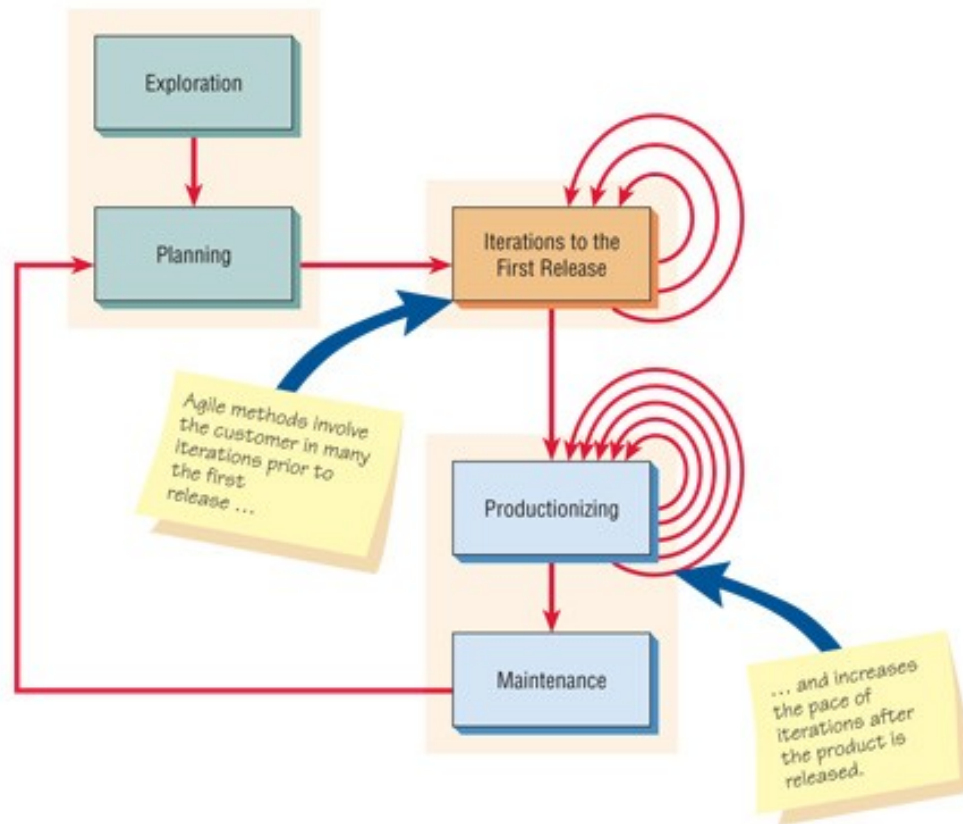 Exploration
Planning
Iterations to the
First Release
Agile methods involve
the customer in many
iterations prior to
the first
release ...
Productionizing
Maintenance
... and increases
the pace of
iterations after
the product is
released.